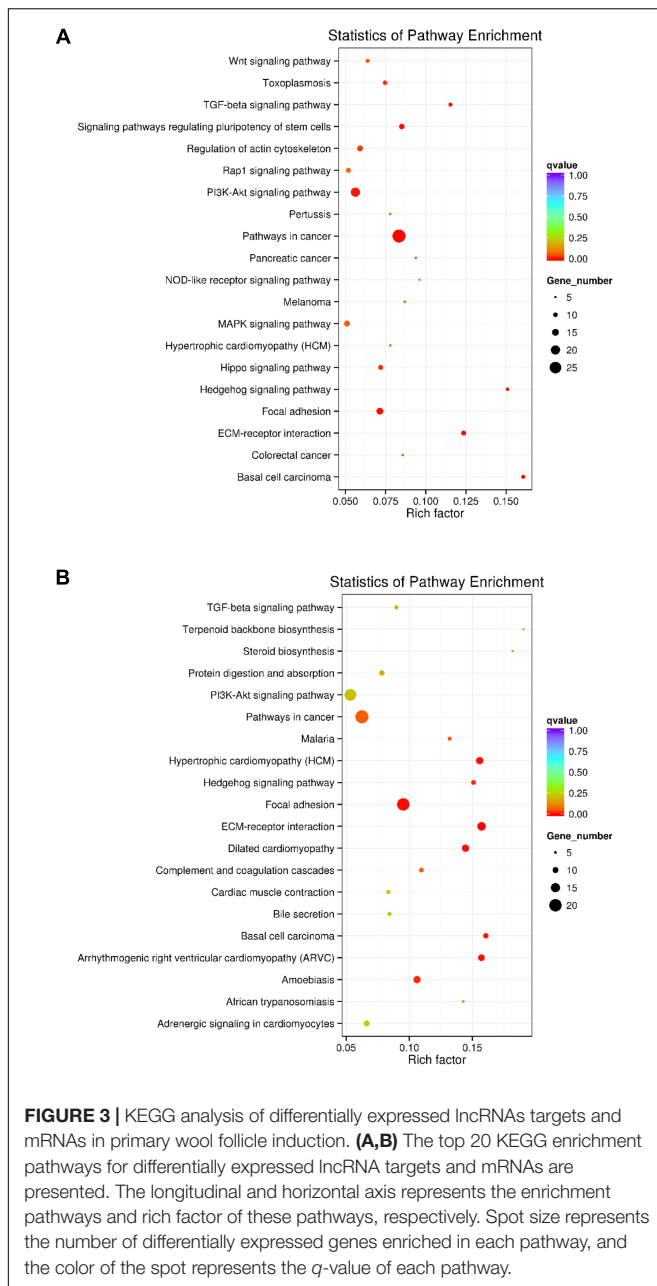 A
Statistics of Pathway Enrichment
Wnt signaling pathway
Toxoplasmosis
TGF-beta signaling pathway
Signaling pathways regulating pluripotency of stem cells
Regulation of actin cytoskeleton
Rap1 signaling pathway
PI3K-Akt signaling pathway
Pertussis
Pathways in cancer
Pancreatic cancer
NOD-like receptor signaling pathway
Melanoma
MAPK signaling pathway
Hypertrophic cardiomyopathy (HCM)
Hippo signaling pathway
Hedgehog signaling pathway
Focal adhesion
ECM-receptor interaction
Colorectal cancer
Basal cell carcinoma
0.050 0.075 0.100 0.125 0.150
Rich factor
qvalue
1.00
0.75
0.50
0.25
0.00
Gene_number
5
10
15
20
25
B
Statistics of Pathway Enrichment
TGF-beta signaling pathway
Terpenoid backbone biosynthesis
Steroid biosynthesis
Protein digestion and absorption
PI3K-Akt signaling pathway
Pathways in cancer
Malaria
Hypertrophic cardiomyopathy (HCM)
Hedgehog signaling pathway
Focal adhesion
ECM-receptor interaction
Dilated cardiomyopathy
Complement and coagulation cascades
Cardiac muscle contraction
Bile secretion
Basal cell carcinoma
Arrhythmogenic right ventricular cardiomyopathy (ARVC)
Amoebiasis
African trypanosomiasis
Adrenergic signaling in cardiomyocytes
0.05 0.10 0.15
Rich factor
qvalue
1.00
0.75
0.50
0.25
0.00
Gene_number
5
10
15
20
FIGURE 3 | KEGG analysis of differentially expressed lncRNAs targets and
mRNAs in primary wool follicle induction. (A,B) The top 20 KEGG enrichment
pathways for differentially expressed lncRNA targets and mRNAs are
presented. The longitudinal and horizontal axis represents the enrichment
pathways and rich factor of these pathways, respectively. Spot size represents
the number of differentially expressed genes enriched in each pathway, and
the color of the spot represents the q-value of each pathway.